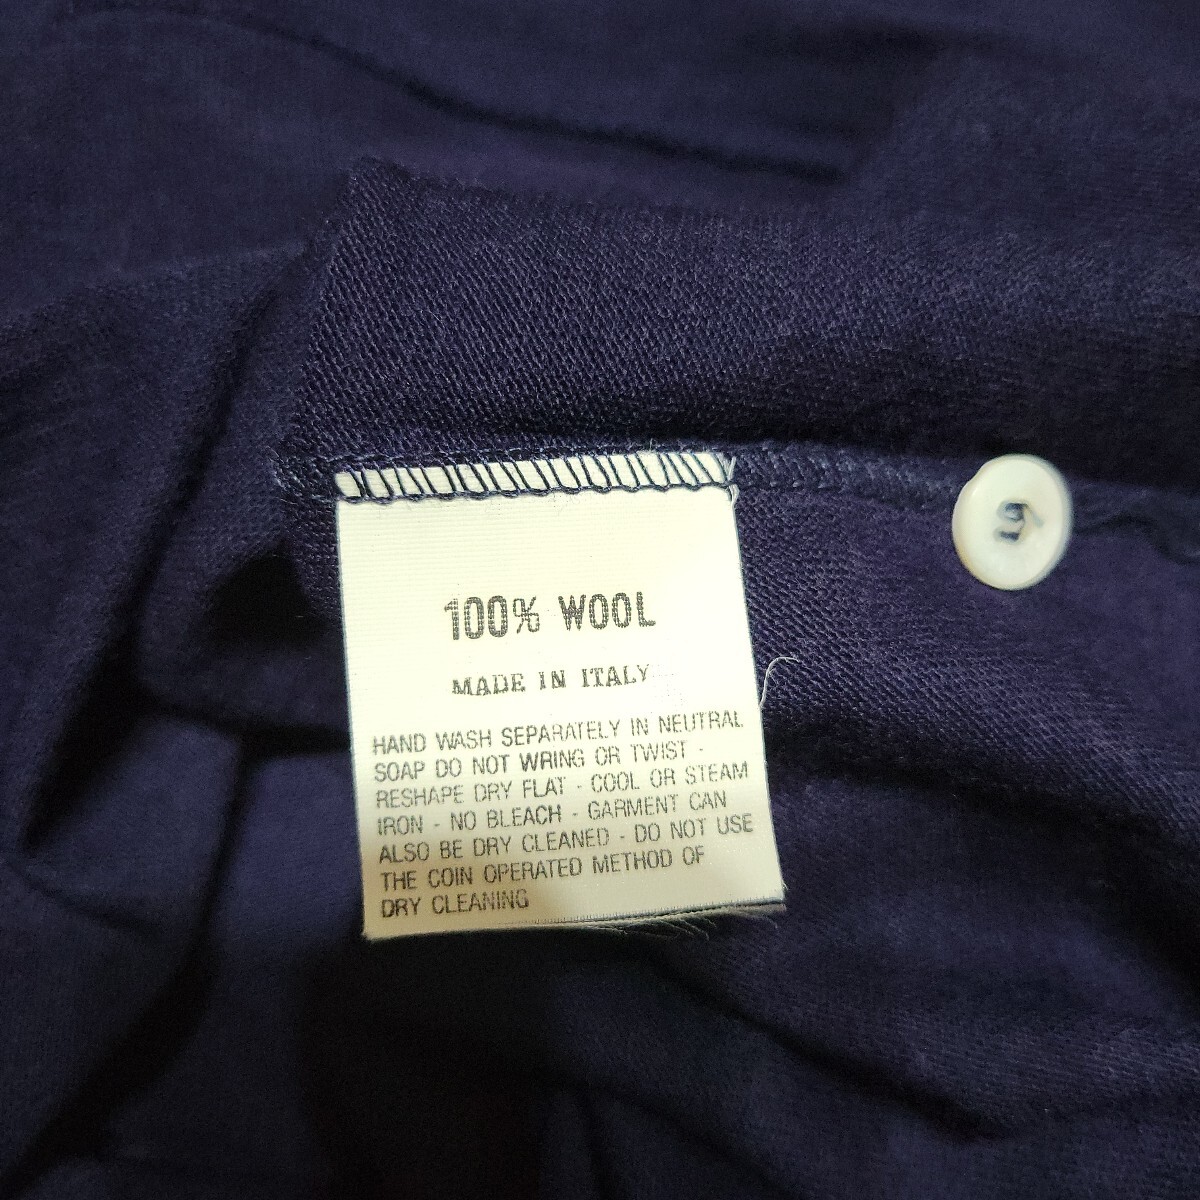 100% WOOL
MADE IN ITALY
HAND WASH SEPARATELY IN NEUTRAL
SOAP DO NOT WRING OR TWIST -
RESHAPE DRY FLAT - COOL OR STEAM
IRON - NO BLEACH - GARMENT CAN
ALSO BE DRY CLEANED - DO NOT USE
THE COIN OPERATED METHOD OF
DRY CLEANING